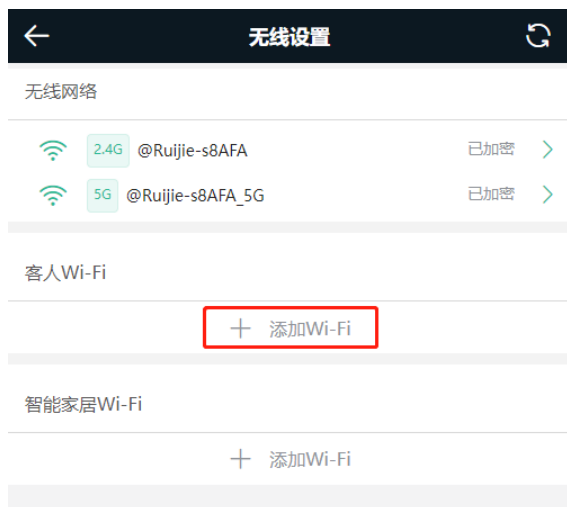 无线设置
无线网络
2.4G @Ruijie-s8AFA 已加密
5G @Ruijie-s8AFA_5G 已加密
客人Wi-Fi
添加Wi-Fi
智能家居Wi-Fi
添加Wi-Fi